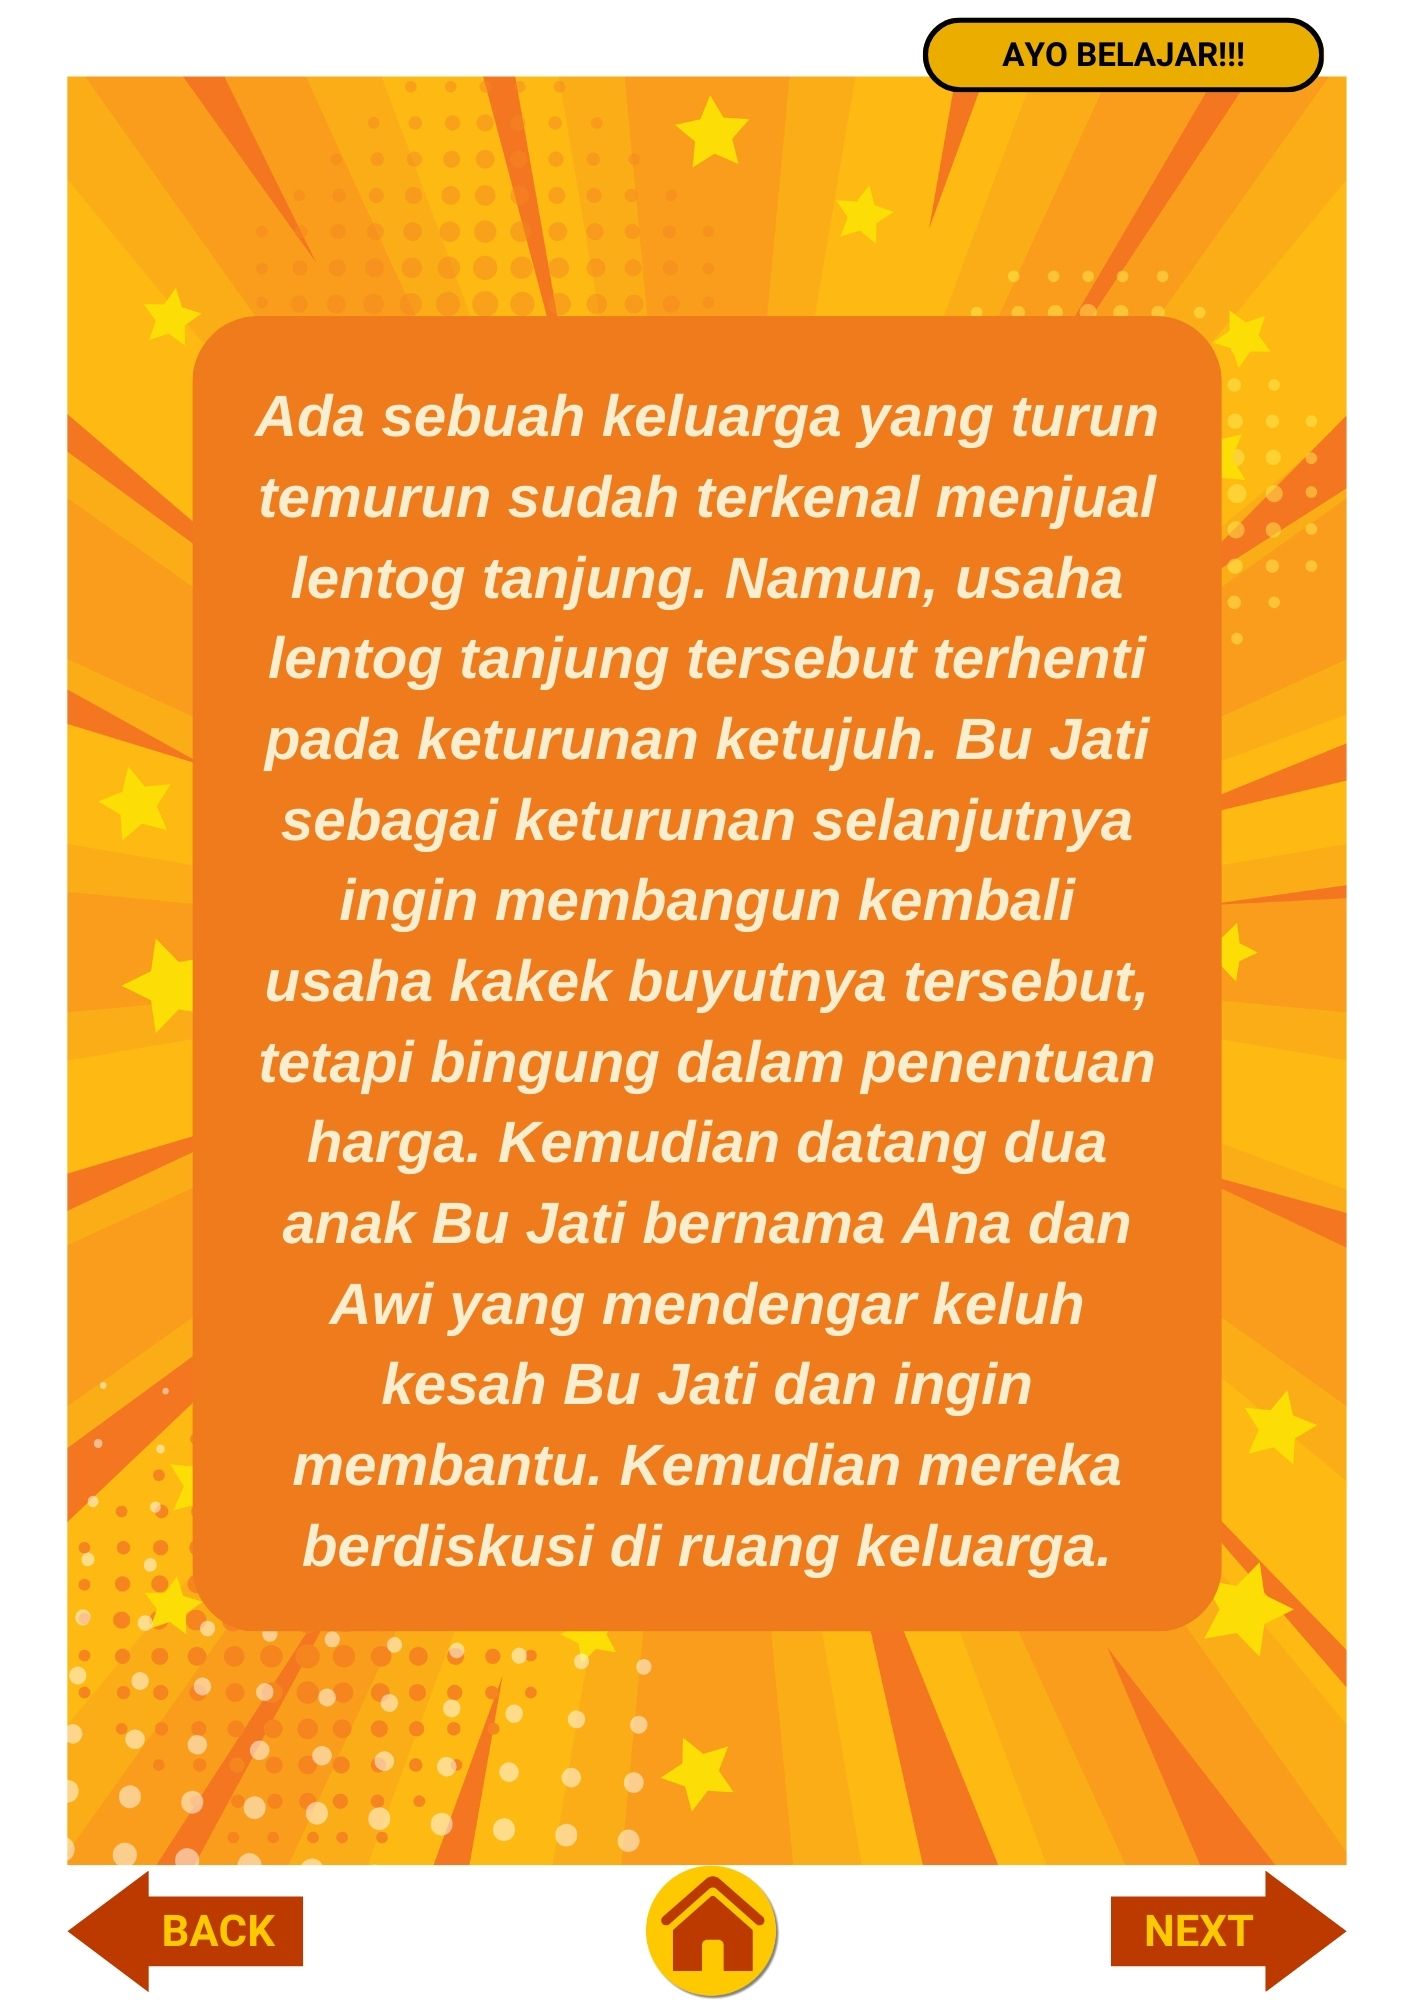 AYO BELAJAR!!!
Ada sebuah keluarga yang turun
temurun sudah terkenal menjual
lentog tanjung. Namun, usaha
lentog tanjung tersebut terhenti
pada keturunan ketujuh. Bu Jati
sebagai keturunan selanjutnya
ingin membangun kembali
usaha kakek buyutnya tersebut,
tetapi bingung dalam penentuan
harga. Kemudian datang dua
anak Bu Jati bernama Ana dan
Awi yang mendengar keluh
kesah Bu Jati dan ingin
membantu. Kemudian mereka
berdiskusi di ruang keluarga.
BACK
NEXT